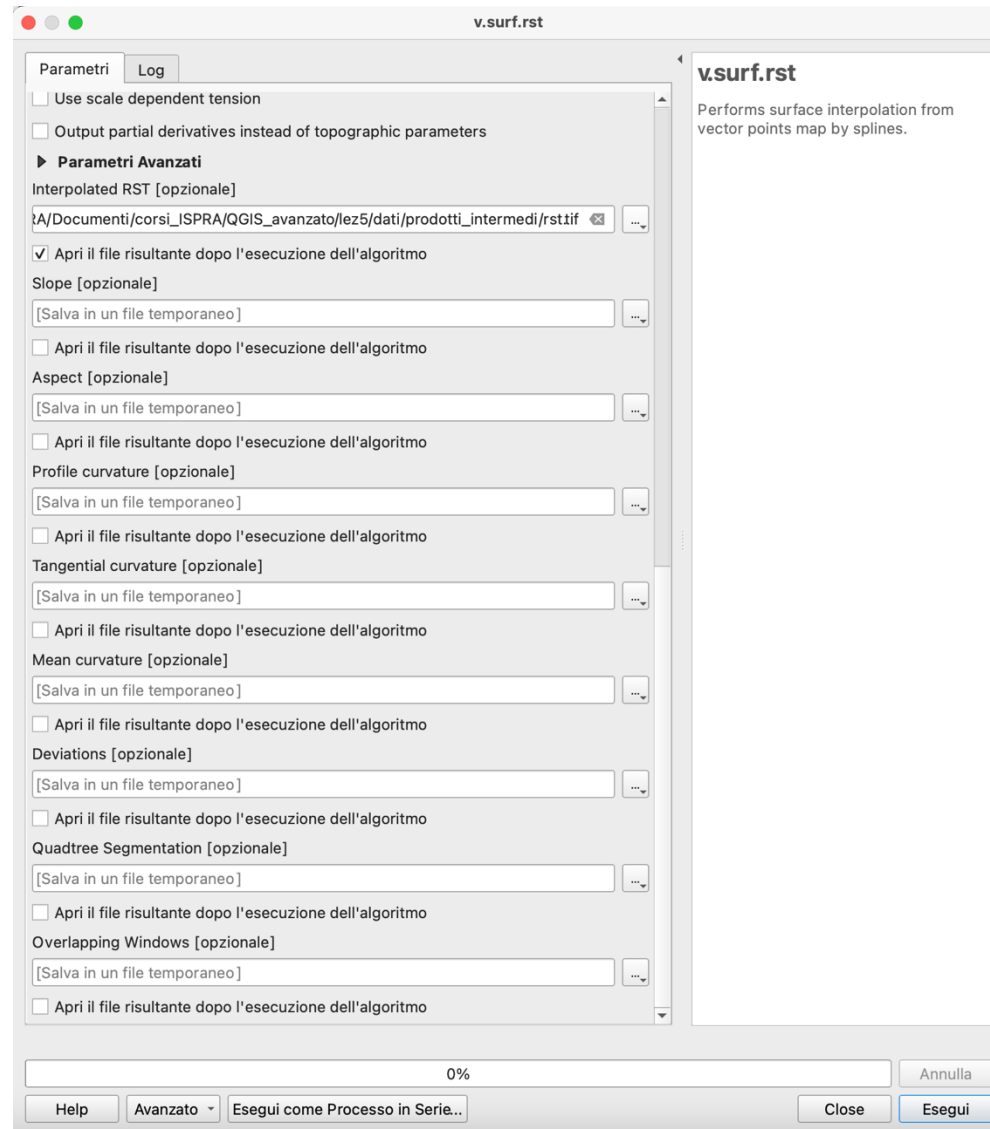 v.surf.rst
Parametri Log
Use scale dependent tension
Output partial derivatives instead of topographic parameters
Parametri Avanzati
Interpolated RST [opzionale]
RA/Documenti/corsi_ISPRA/QGIS_avanzato/lez5/dati/prodotti_intermedi/rst.tif ...
Apri il file risultante dopo l'esecuzione dell'algoritmo
Slope [opzionale]
[Salva in un file temporaneo] ...
Apri il file risultante dopo l'esecuzione dell'algoritmo
Aspect [opzionale]
[Salva in un file temporaneo] ...
Apri il file risultante dopo l'esecuzione dell'algoritmo
Profile curvature [opzionale]
[Salva in un file temporaneo] ...
Apri il file risultante dopo l'esecuzione dell'algoritmo
Tangential curvature [opzionale]
[Salva in un file temporaneo] ...
Apri il file risultante dopo l'esecuzione dell'algoritmo
Mean curvature [opzionale]
[Salva in un file temporaneo] ...
Apri il file risultante dopo l'esecuzione dell'algoritmo
Deviations [opzionale]
[Salva in un file temporaneo] ...
Apri il file risultante dopo l'esecuzione dell'algoritmo
Quadtree Segmentation [opzionale]
[Salva in un file temporaneo] ...
Apri il file risultante dopo l'esecuzione dell'algoritmo
Overlapping Windows [opzionale]
[Salva in un file temporaneo] ...
Apri il file risultante dopo l'esecuzione dell'algoritmo
v.surf.rst
Performs surface interpolation from
vector points map by splines.
0% Annulla
Help Avanzato Esegui come Processo in Serie... Close Esegui